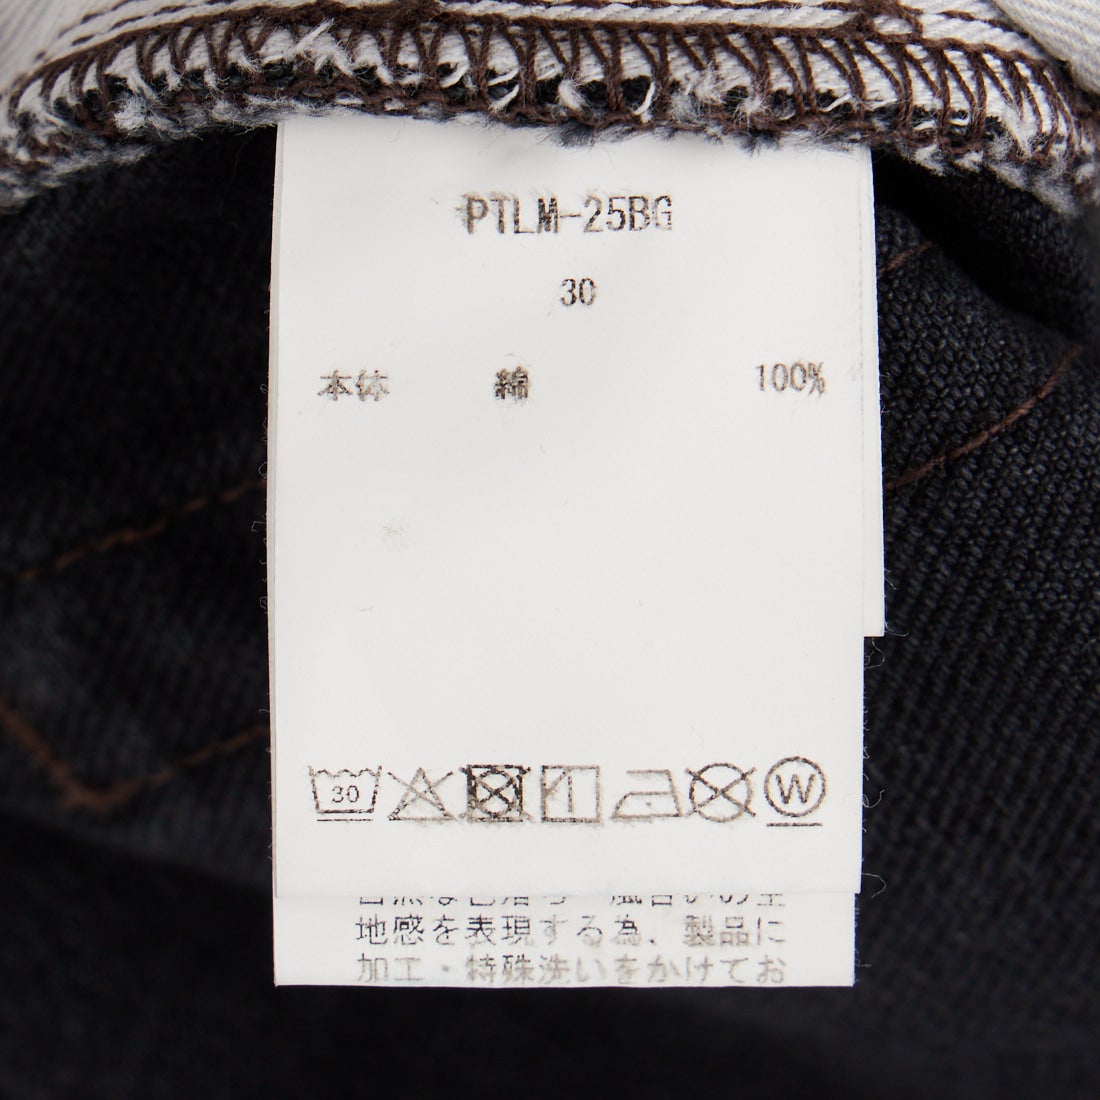 PTLM-25BG
30
本体 綿 100%
30 W
地感を表現する為、製品に
加工・特殊洗いをかけてお